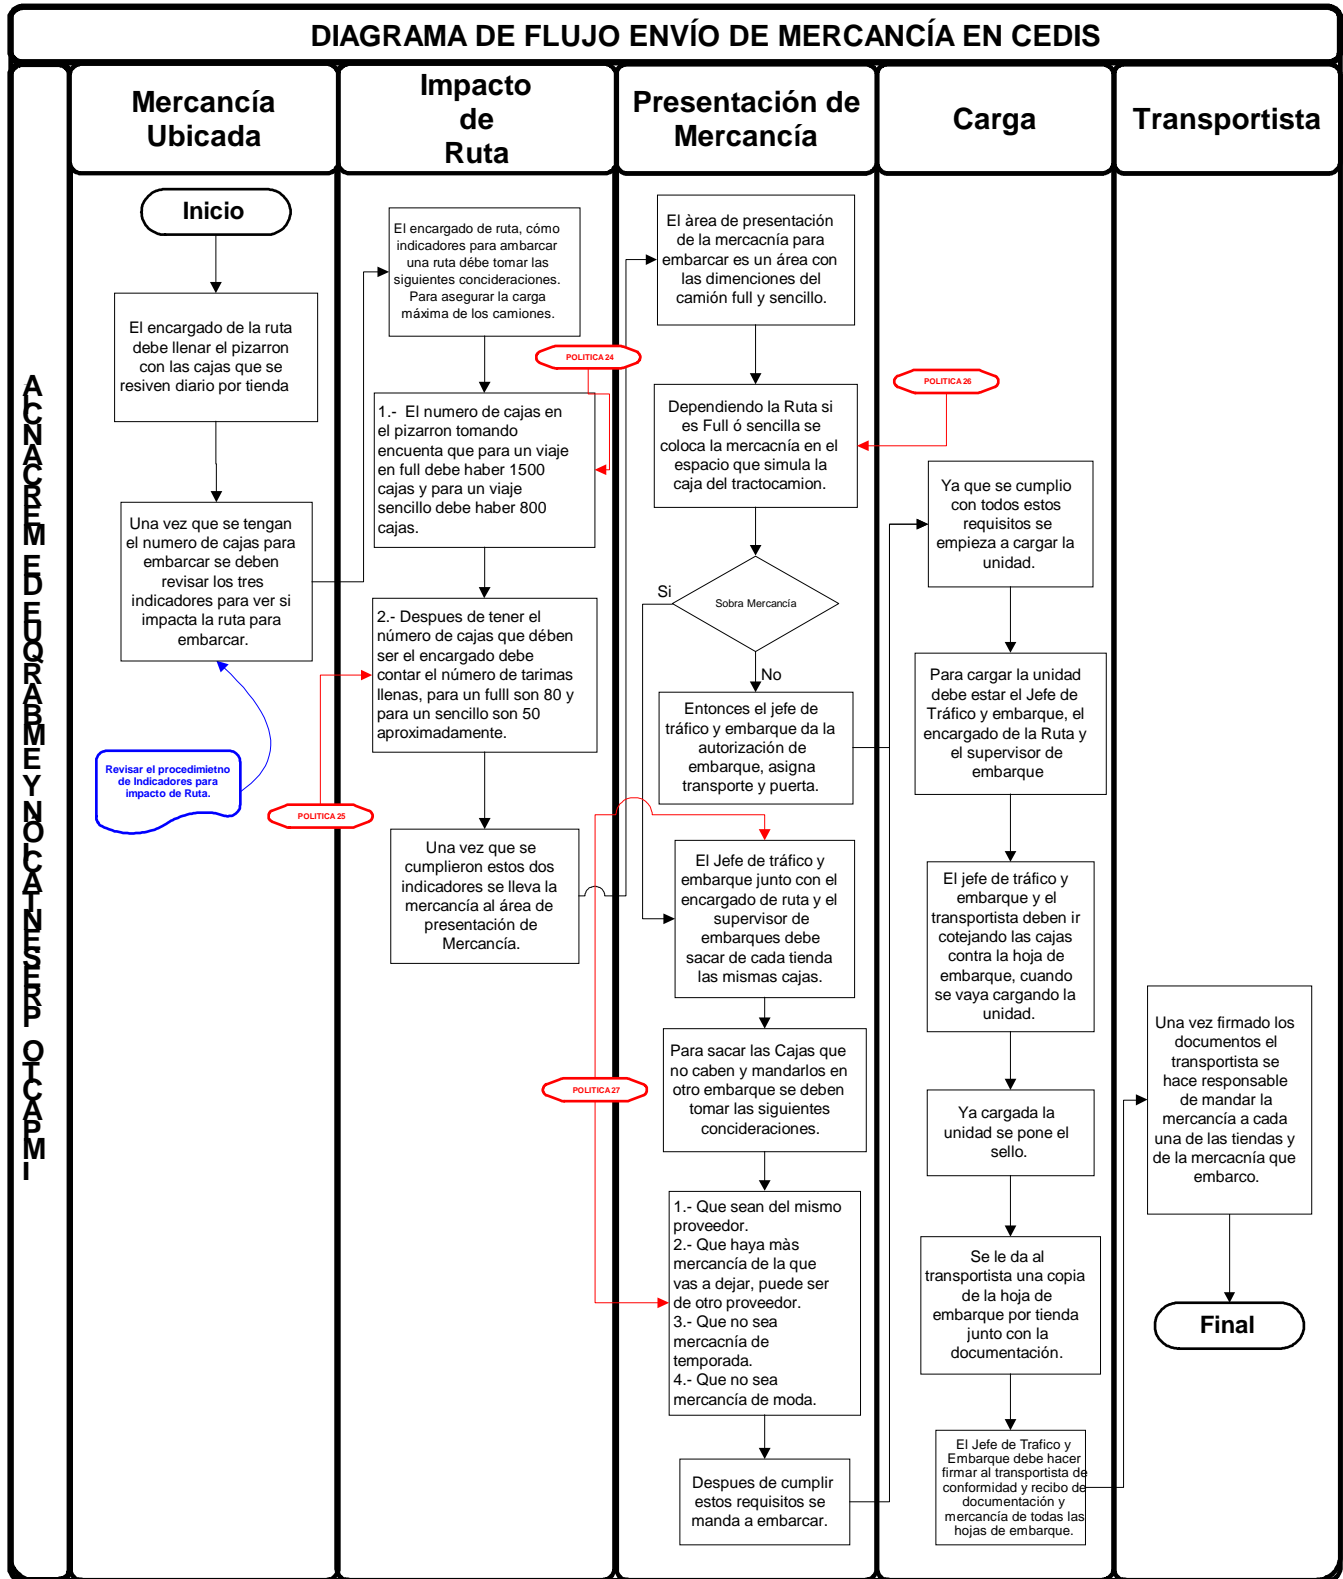 DIAGRAMA DE FLUJO ENVÍO DE MERCANCÍA EN CEDIS
Mercancía
Ubicada
Impacto
de
Ruta
Presentación de
Mercancía
Carga
Transportista
IMPACTO PRESENTACION Y EMBARQUE DE MERCANCA
Inicio
El encargado de la ruta
debe llenar el pizarron
con las cajas que se
resiven diario por tienda
Una vez que se tengan
el numero de cajas para
embarcar se deben
revisar los tres
indicadores para ver si
impacta la ruta para
embarcar.
Revisar el procedimietno
de Indicadores para
impacto de Ruta.
El encargado de ruta, cómo
indicadores para ambarcar
una ruta débe tomar las
siguientes concideraciones.
Para asegurar la carga
máxima de los camiones.
POLITICA 24
1.- El numero de cajas en
el pizarron tomando
encuenta que para un viaje
en full debe haber 1500
cajas y para un viaje
sencillo debe haber 800
cajas.
2.- Despues de tener el
número de cajas que débén
ser el encargado debe
contar el número de tarimas
llenas, para un fulll son 80 y
para un sencillo son 50
aproximadamente.
POLITICA 25
Una vez que se
cumplieron estos dos
indicadores se lleva la
mercancía al área de
presentación de
Mercancía.
El àrea de presentación
de la mercacnía para
embarcar es un área con
las dimenciones del
camión full y sencillo.
Dependiendo la Ruta si
es Full ó sencilla se
coloca la mercacnía en el
espacio que simula la
caja del tractocamion.
POLITICA 26
Sobra Mercancía
Si
No
Entonces el jefe de
tráfico y embarque da la
autorización de
embarque, asigna
transporte y puerta.
El Jefe de tráfico y
embarque junto con el
encargado de ruta y el
supervisor de
embarques debe
sacar de cada tienda
las mismas cajas.
Para sacar las Cajas que
no caben y mandarlos en
otro embarque se deben
tomar las siguientes
concideraciones.
POLITICA 27
1.- Que sean del mismo
proveedor.
2.- Que haya màs
mercancía de la que
vas a dejar, puede ser
de otro proveedor.
3.- Que no sea
mercacnía de
temporada.
4.- Que no sea
mercancía de moda.
Despues de cumplir
estos requisitos se
manda a embarcar.
Ya que se cumplio
con todos estos
requisitos se
empieza a cargar la
unidad.
Para cargar la unidad
debe estar el Jefe de
Tráfico y embarque, el
encargado de la Ruta y
el supervisor de
embarque
El jefe de tráfico y
embarque y el
transportista deben ir
cotejando las cajas
contra la hoja de
embarque, cuando
se vaya cargando la
unidad.
Ya cargada la
unidad se pone el
sello.
Se le da al
transportista una copia
de la hoja de
embarque por tienda
junto con la
documentación.
El Jefe de Trafico y
Embarque debe hacer
firmar al transportista de
conformidad y recibo de
documentación y
mercancía de todas las
hojas de embarque.
Una vez firmado los
documentos el
transportista se
hace responsable
de mandar la
mercancía a cada
una de las tiendas y
de la mercacnía que
embarco.
Final